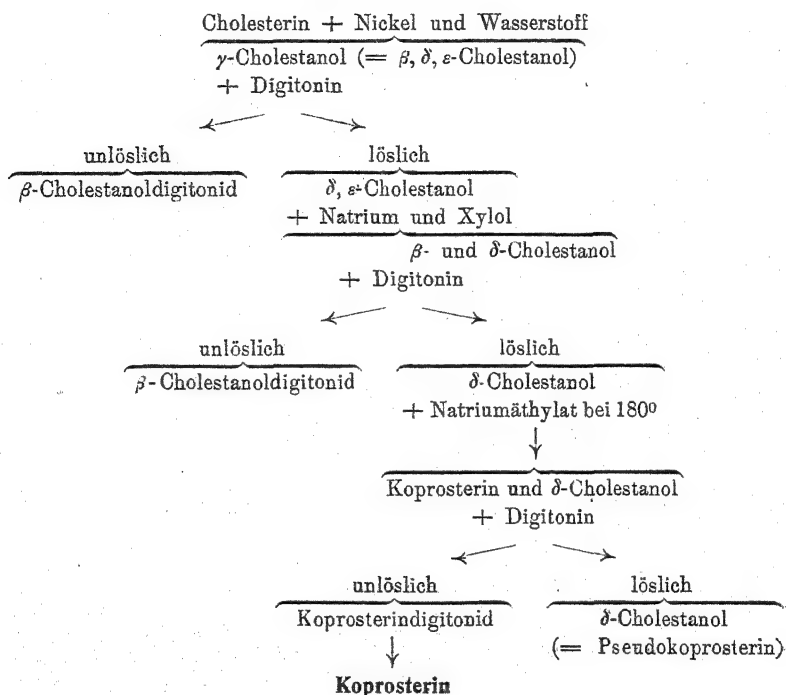 Cholesterin + Nickel und Wasserstoff
γ-Cholestanol (= β, δ, ε-Cholestanol)
+ Digitonin
unlöslich
β-Cholestanoldigitonid
löslich
δ, ε-Cholestanol
+ Natrium und Xylol
β- und δ-Cholestanol
+ Digitonin
unlöslich
β-Cholestanoldigitonid
löslich
δ-Cholestanol
+ Natriumäthylat bei 180⁰
Koprosterin und δ-Cholestanol
+ Digitonin
unlöslich
Koprosterindigitonid
löslich
δ-Cholestanol
(= Pseudokoprosterin)
Koprosterin